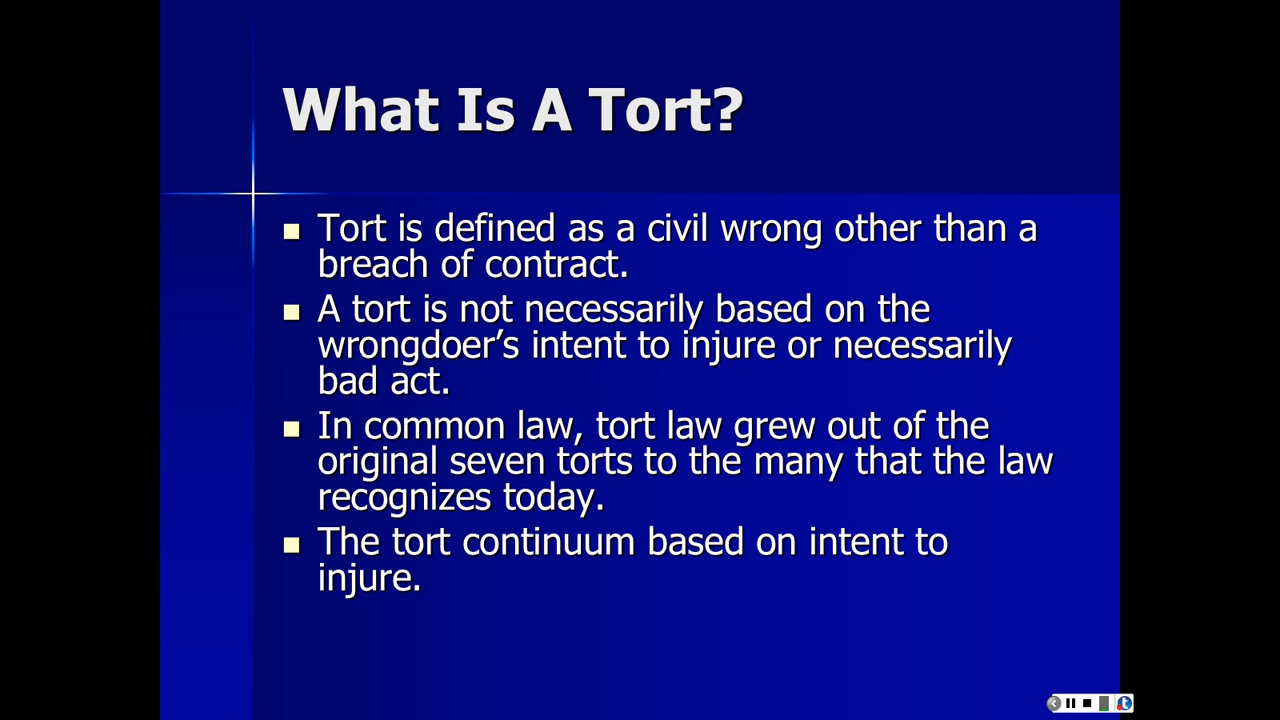 What Is A Tort?
Tort is defined as a civil wrong other than a
breach of contract.
A tort is not necessarily based on the
wrongdoer’s intent to injure or necessarily
bad act.
In common law, tort law grew out of the
original seven torts to the many that the law
recognizes today.
The tort continuum based on intent to
injure.
t